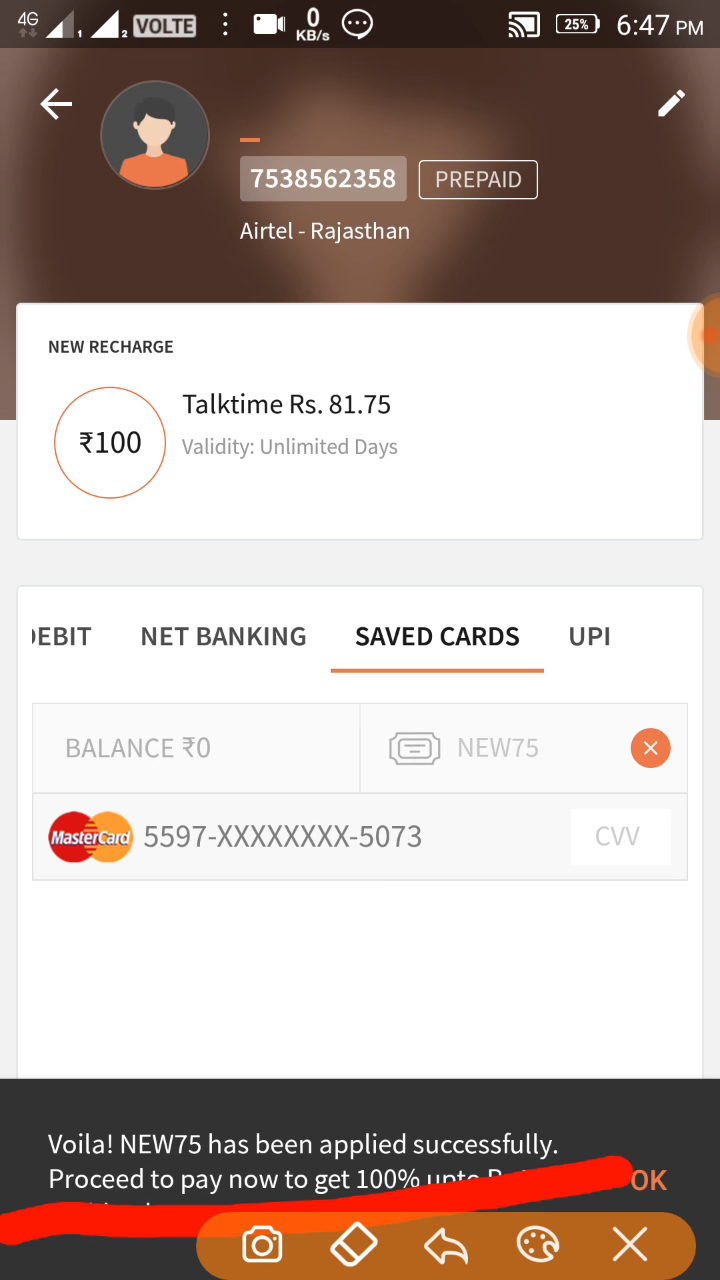 4G 1 2 VOLTE 0 KB/s 25% 6:47 PM
7538562358 PREPAID
Airtel - Rajasthan
NEW RECHARGE
₹100 Talktime Rs. 81.75
Validity: Unlimited Days
NET BANKING SAVED CARDS UPI
BALANCE ₹0 NEW75
MasterCard 5597-XXXXXXXX-5073 CVV
Voila! NEW75 has been applied successfully.
Proceed to pay now to get 100% upto
OK